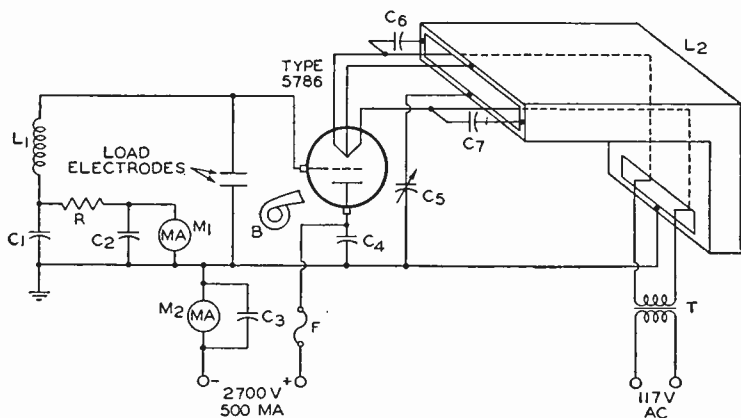 C6
L2
TYPE
5786
L1
LOAD
ELECTRODES
C7
R
C5
C1
C2
M1
MA
B
C4
M2
MA
C3
F
T
-
2700 V
500 MA
+
117 V
AC